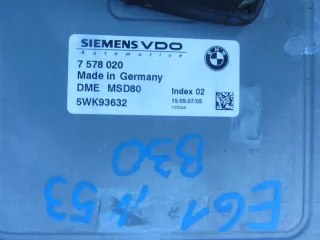 SIEMENS VDO
Automotive
7 578 020
Made in Germany
DME MSD80
Index 02
5WK93632
15.05.07/05
E61 N53
B30